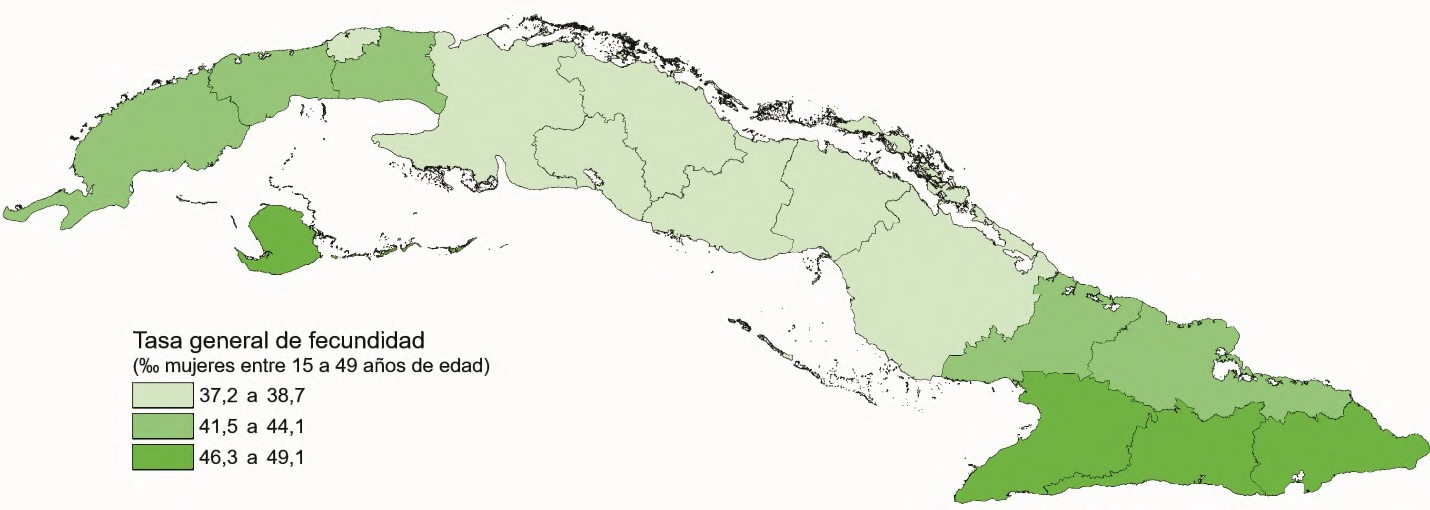 Tasa general de fecundidad
(‰ mujeres entre 15 a 49 años de edad)
37,2 a 38,7
41,5 a 44,1
46,3 a 49,1